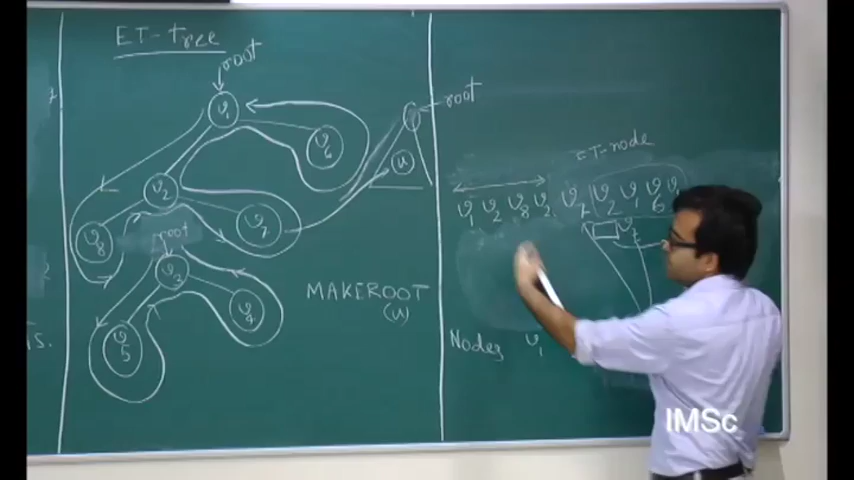 ET-tree
root
v1
v6
v2
v8
v7
root
v3
v4
v5
root
u
MAKEROOT
(u)
ET-node
v1 v2 v8 v2 v7 v2 v1 v6 v1
Nodes v1
IMSc